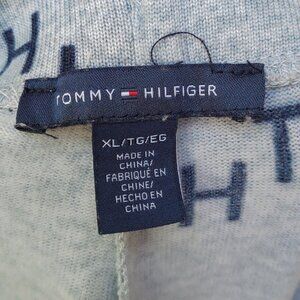 H
TOMMY HILFIGER
XL/TG/EG
MADE IN
CHINA/
FABRIQUÉ EN
CHINE/
HECHO EN
CHINA
H